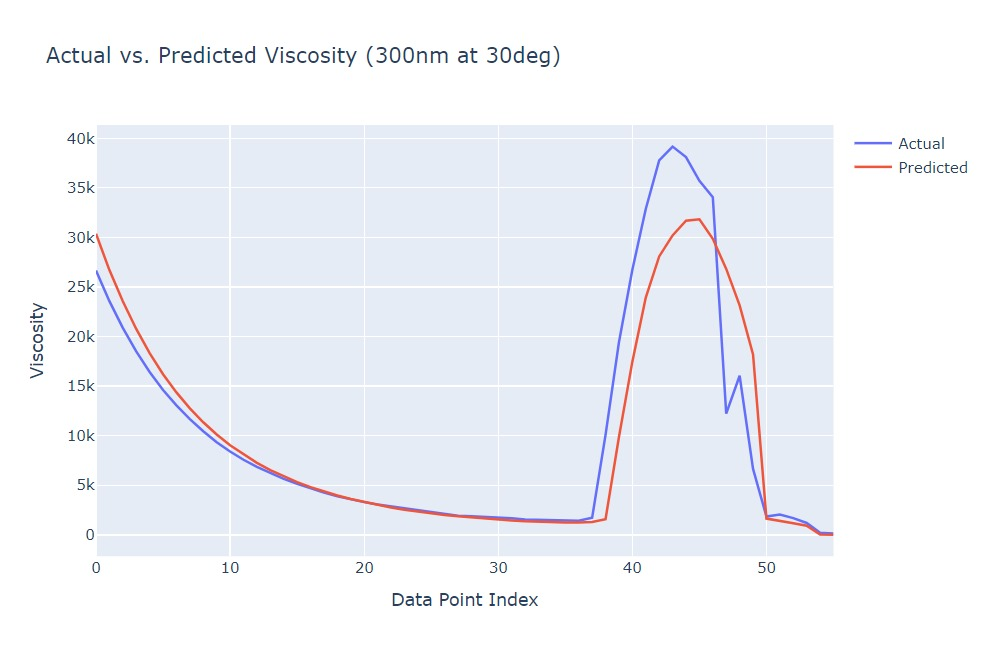 Actual vs. Predicted Viscosity (300nm at 30deg)
Actual
Predicted
40k
35k
30k
25k
20k
15k
10k
5k
0
Viscosity
0 10 20 30 40 50
Data Point Index